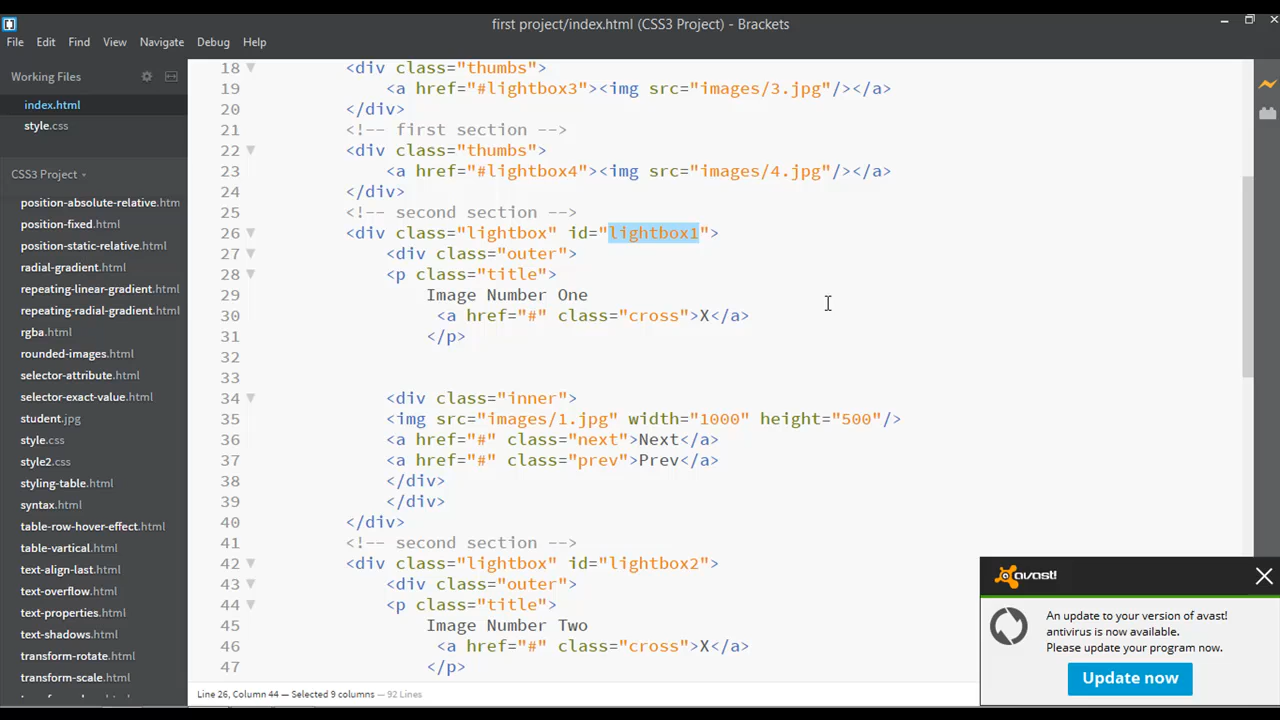 first project/index.html (CSS3 Project) - Brackets
File Edit Find View Navigate Debug Help
Working Files
index.html
style.css
CSS3 Project
position-absolute-relative.htm
position-fixed.html
position-static-relative.html
radial-gradient.html
repeating-linear-gradient.html
repeating-radial-gradient.html
rgba.html
rounded-images.html
selector-attribute.html
selector-exact-value.html
student.jpg
style.css
style2.css
styling-table.html
syntax.html
table-row-hover-effect.html
table-vartical.html
text-align-last.html
text-overflow.html
text-properties.html
text-shadows.html
transform-rotate.html
transform-scale.html
18 <div class="thumbs">
19 <a href="#lightbox3"><img src="images/3.jpg"/></a>
20 </div>
21 <!-- first section -->
22 <div class="thumbs">
23 <a href="#lightbox4"><img src="images/4.jpg"/></a>
24 </div>
25 <!-- second section -->
26 <div class="lightbox" id="lightbox1">
27 <div class="outer">
28 <p class="title">
29 Image Number One
30 <a href="#" class="cross">X</a>
31 </p>
32
33
34 <div class="inner">
35 <img src="images/1.jpg" width="1000" height="500"/>
36 <a href="#" class="next">Next</a>
37 <a href="#" class="prev">Prev</a>
38 </div>
39 </div>
40 </div>
41 <!-- second section -->
42 <div class="lightbox" id="lightbox2">
43 <div class="outer">
44 <p class="title">
45 Image Number Two
46 <a href="#" class="cross">X</a>
47 </p>
Line 26, Column 44 — Selected 9 columns — 92 Lines
avast!
An update to your version of avast!
antivirus is now available.
Please update your program now.
Update now